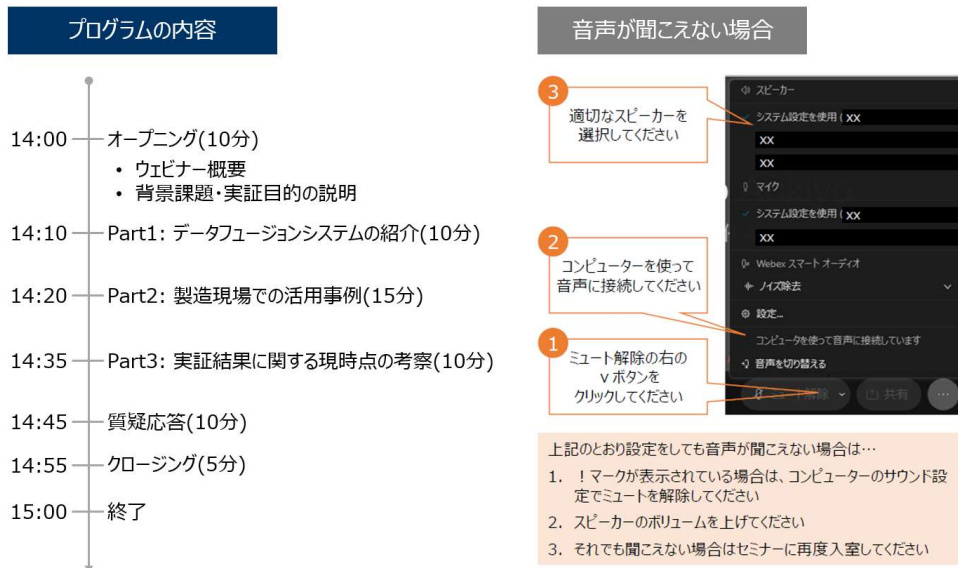 プログラムの内容
14:00 オープニング(10分)
• ウェビナー概要
• 背景課題・実証目的の説明
14:10 Part1: データフュージョンシステムの紹介(10分)
14:20 Part2: 製造現場での活用事例(15分)
14:35 Part3: 実証結果に関する現時点の考察(10分)
14:45 質疑応答(10分)
14:55 クロージング(5分)
15:00 終了
音声が聞こえない場合
3
適切なスピーカーを
選択してください
2
コンピューターを使って
音声に接続してください
1
ミュート解除の右の
v ボタンを
クリックしてください
スピーカー
システム設定を使用 ( xx
xx
xx
マイク
システム設定を使用 ( xx
xx
Webex スマート オーディオ
ノイズ除去
設定...
コンピュータを使って音声に接続しています
音声を切り替える
ミュート解除
共有
上記のとおり設定をしても音声が聞こえない場合は…
1. ！マークが表示されている場合は、コンピューターのサウンド設
定でミュートを解除してください
2. スピーカーのボリュームを上げてください
3. それでも聞こえない場合はセミナーに再度入室してください